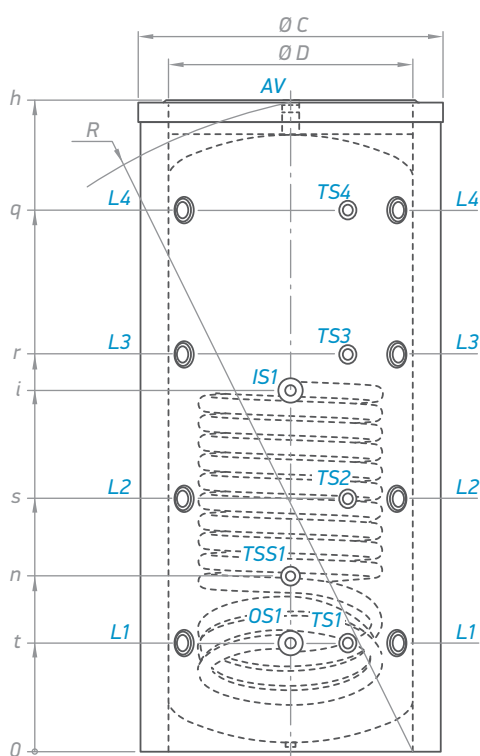 Ø C
Ø D
h AV
R
q L4 TS4 L4
r L3 TS3 L3
i IS1
s L2 TS2 L2
n TSS1
t L1 OS1 TS1 L1
0